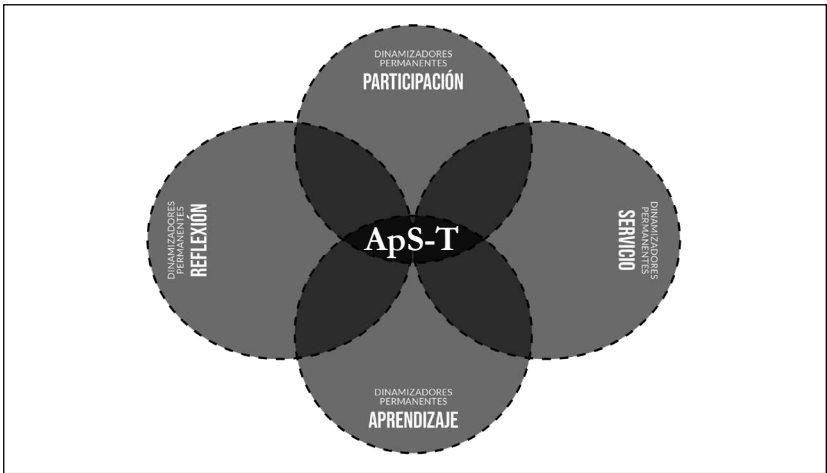 DINAMIZADORES
PERMANENTES
PARTICIPACIÓN
DINAMIZADORES
PERMANENTES
REFLEXIÓN
ApS-T
DINAMIZADORES
PERMANENTES
SERVICIO
DINAMIZADORES
PERMANENTES
APRENDIZAJE